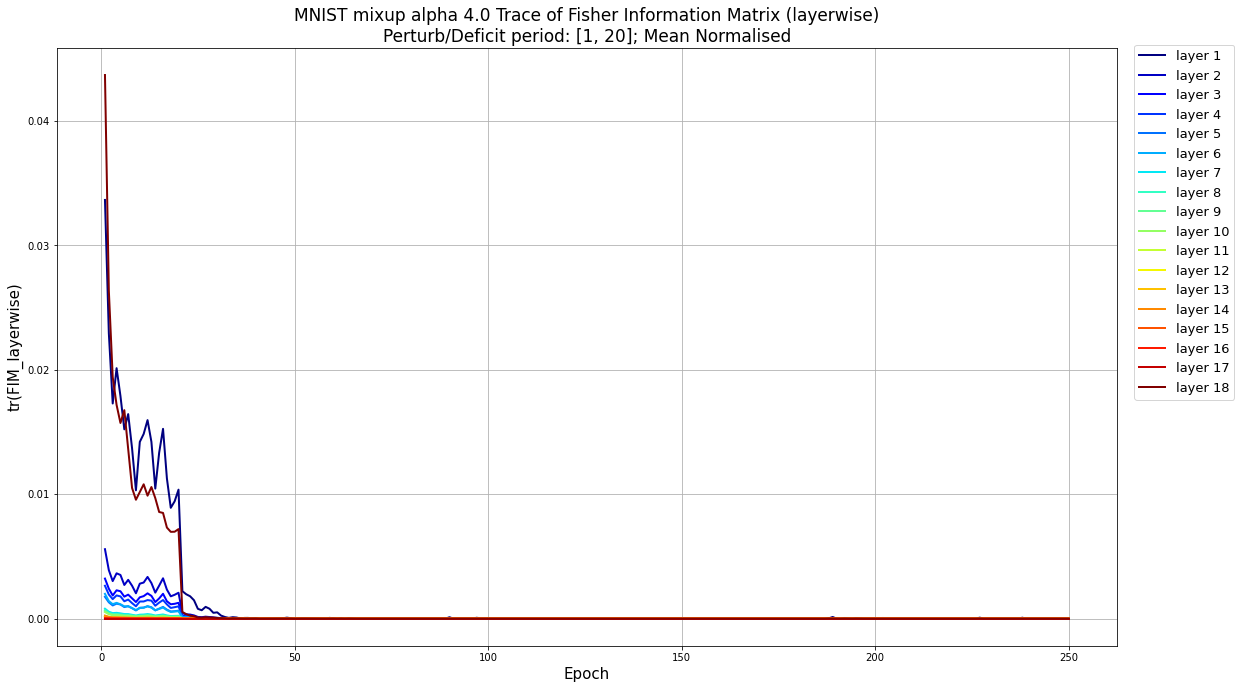 MNIST mixup alpha 4.0 Trace of Fisher Information Matrix (layerwise)
Perturb/Deficit period: [1, 20]; Mean Normalised
tr(FIM_layerwise)
0.04
0.03
0.02
0.01
0.00
0
50
100
150
200
250
Epoch
layer 1
layer 2
layer 3
layer 4
layer 5
layer 6
layer 7
layer 8
layer 9
layer 10
layer 11
layer 12
layer 13
layer 14
layer 15
layer 16
layer 17
layer 18